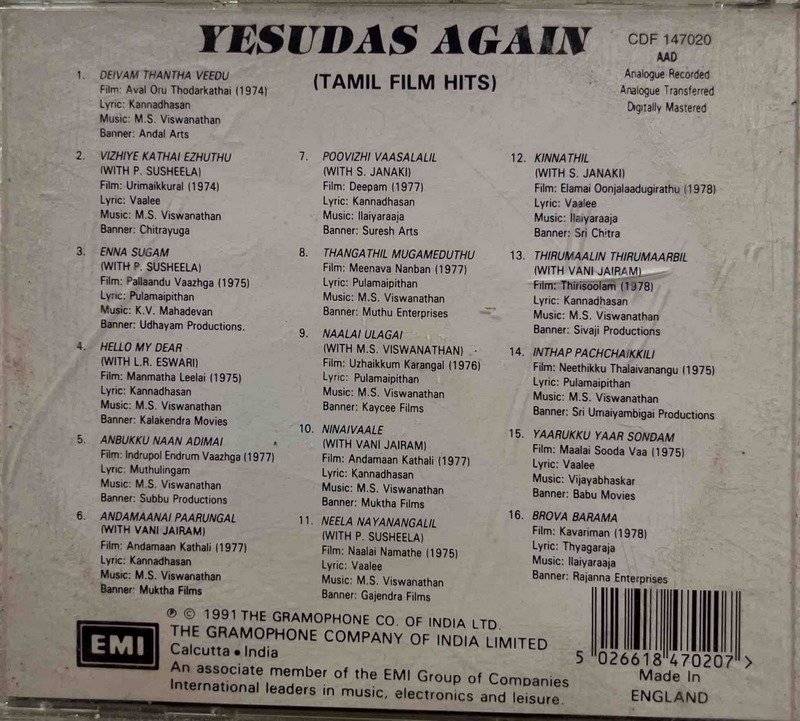 YESUDAS AGAIN
(TAMIL FILM HITS)
CDF 147020
AAD
Analogue Recorded
Analogue Transferred
Digitally Mastered
1. DEIVAM THANTHA VEEDU
Film: Aval Oru Thodarkathai (1974)
Lyric: Kannadhasan
Music: M.S. Viswanathan
Banner: Andal Arts
2. VIZHIYE KATHAI EZHUTHU
(WITH P. SUSHEELA)
Film: Urimaikkural (1974)
Lyric: Vaalee
Music: M.S. Viswanathan
Banner: Chitrayuga
3. ENNA SUGAM
(WITH P. SUSHEELA)
Film: Pallaandu Vaazhga (1975)
Lyric: Pulamaipithan
Music: K.V. Mahadevan
Banner: Udhayam Productions.
4. HELLO MY DEAR
(WITH L.R. ESWARI)
Film: Manmatha Leelai (1975)
Lyric: Kannadhasan
Music: M.S. Viswanathan
Banner: Kalakendra Movies
5. ANBUKKU NAAN ADIMAI
Film: Indrupol Endrum Vaazhga (1977)
Lyric: Muthulingam
Music: M.S. Viswanathan
Banner: Subbu Productions
6. ANDAMAANAI PAARUNGAL
(WITH VANI JAIRAM)
Film: Andamaan Kathali (1977)
Lyric: Kannadhasan
Music: M.S. Viswanathan
Banner: Muktha Films
7. POOVIZHI VAASALALIL
(WITH S. JANAKI)
Film: Deepam (1977)
Lyric: Kannadhasan
Music: Ilaiyaraaja
Banner: Suresh Arts
8. THANGATHIL MUGAMEDUTHU
Film: Meenava Nanban (1977)
Lyric: Pulamaipithan
Music: M.S. Viswanathan
Banner: Muthu Enterprises
9. NAALAI ULAGAI
(WITH M.S. VISWANATHAN)
Film: Uzhaikkum Karangal (1976)
Lyric: Pulamaipithan
Music: M.S. Viswanathan
Banner: Kaycee Films
10. NINAIVAALE
(WITH VANI JAIRAM)
Film: Andamaan Kathali (1977)
Lyric: Kannadhasan
Music: M.S. Viswanathan
Banner: Muktha Films
11. NEELA NAYANANGALIL
(WITH P. SUSHEELA)
Film: Naalai Namathe (1975)
Lyric: Vaalee
Music: M.S. Viswanathan
Banner: Gajendra Films
12. KINNATHIL
(WITH S. JANAKI)
Film: Elamai Oonjalaadugirathu (1978)
Lyric: Vaalee
Music: Ilaiyaraaja
Banner: Sri Chitra
13. THIRUMAALIN THIRUMAARBIL
(WITH VANI JAIRAM)
Film: Thirisoolam (1978)
Lyric: Kannadhasan
Music: M.S. Viswanathan
Banner: Sivaji Productions
14. INTHAP PACHCHAIKKILI
Film: Neethikku Thalaivanangu (1975)
Lyric: Pulamaipithan
Music: M.S. Viswanathan
Banner: Sri Umaiyambigai Productions
15. YAARUKKU YAAR SONDAM
Film: Maalai Sooda Vaa (1975)
Lyric: Vaalee
Music: Vijayabhaskar
Banner: Babu Movies
16. BROVA BARAMA
Film: Kavariman (1978)
Lyric: Thyagaraja
Music: Ilaiyaraaja
Banner: Rajanna Enterprises
EMI
℗ © 1991 THE GRAMOPHONE CO. OF INDIA LTD.
THE GRAMOPHONE COMPANY OF INDIA LIMITED
Calcutta • India
An associate member of the EMI Group of Companies
International leaders in music, electronics and leisure.
5 026618 470207 >
Made In
ENGLAND